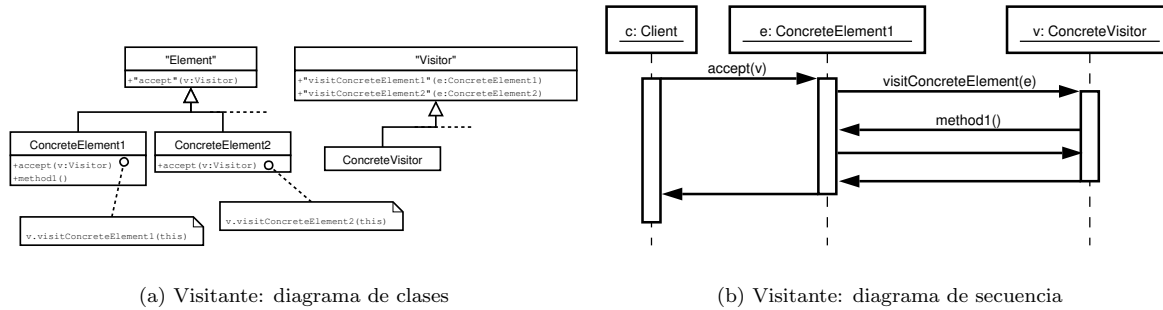 "Element"
+"accept"(v:Visitor)
"Visitor"
+"visitConcreteElement1"(e:ConcreteElement1)
+"visitConcreteElement2"(e:ConcreteElement2)
ConcreteElement1
+accept(v:Visitor)
+method1()
ConcreteElement2
+accept(v:Visitor)
ConcreteVisitor
v.visitConcreteElement1(this)
v.visitConcreteElement2(this)
(a) Visitante: diagrama de clases
c: Client
e: ConcreteElement1
v: ConcreteVisitor
accept(v)
visitConcreteElement(e)
method1()
(b) Visitante: diagrama de secuencia